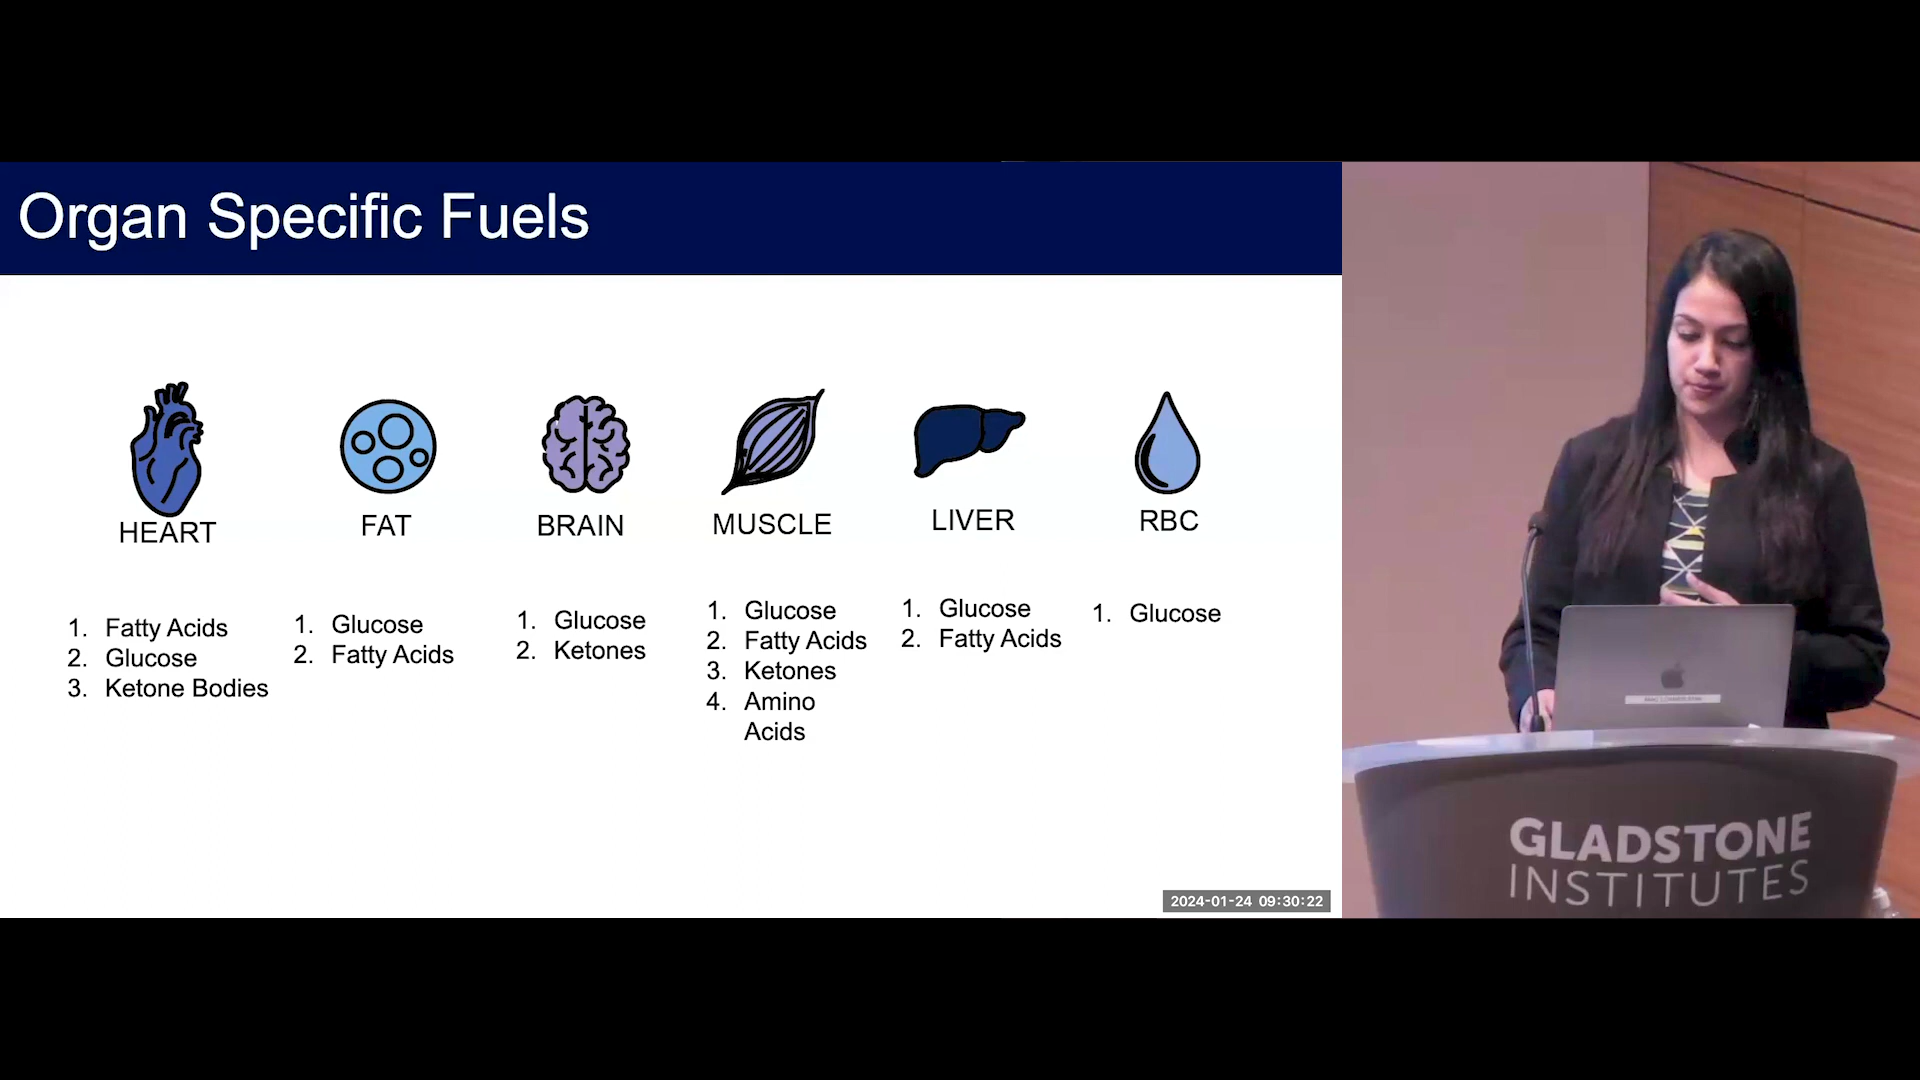 Organ Specific Fuels
HEART
1. Fatty Acids
2. Glucose
3. Ketone Bodies
FAT
1. Glucose
2. Fatty Acids
BRAIN
1. Glucose
2. Ketones
MUSCLE
1. Glucose
2. Fatty Acids
3. Ketones
4. Amino
Acids
LIVER
1. Glucose
2. Fatty Acids
RBC
1. Glucose
2024-01-24 09:30:22
GLADSTONE
INSTITUTES